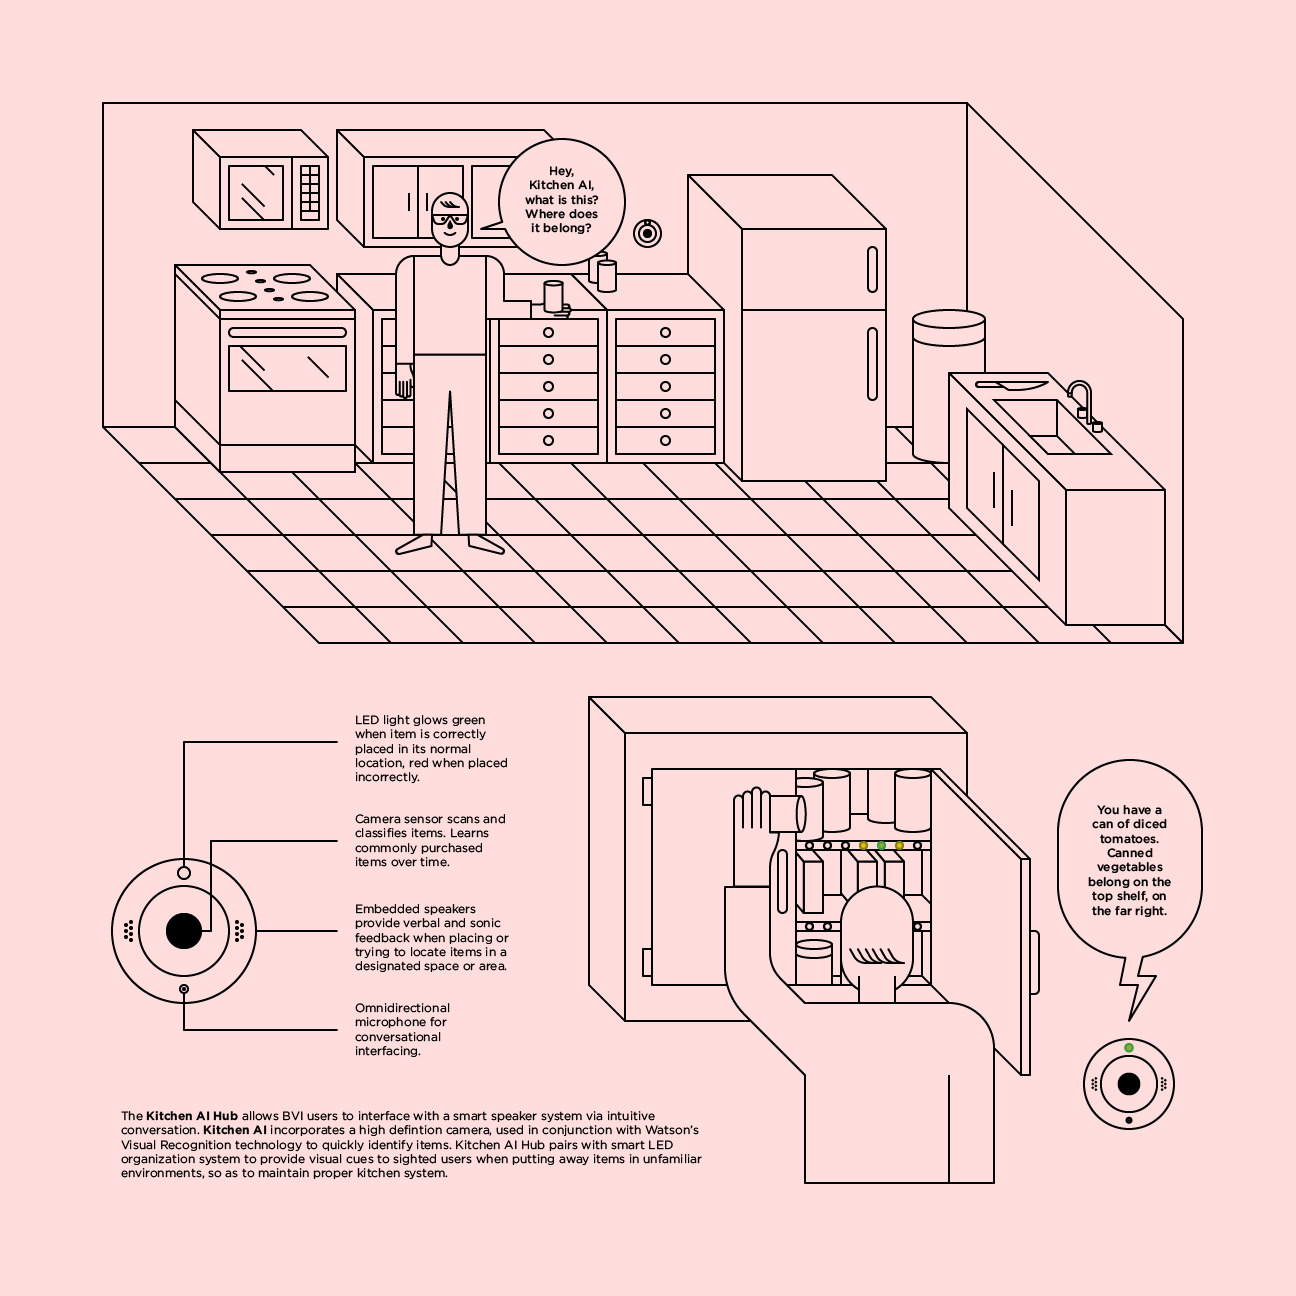 Hey,
Kitchen AI,
what is this?
Where does
it belong?
LED light glows green
when item is correctly
placed in its normal
location, red when placed
incorrectly.
Camera sensor scans and
classifies items. Learns
commonly purchased
items over time.
Embedded speakers
provide verbal and sonic
feedback when placing or
trying to locate items in a
designated space or area.
Omnidirectional
microphone for
conversational
interfacing.
You have a
can of diced
tomatoes.
Canned
vegetables
belong on the
top shelf, on
the far right.
The Kitchen AI Hub allows BVI users to interface with a smart speaker system via intuitive
conversation. Kitchen AI incorporates a high defintion camera, used in conjunction with Watson's
Visual Recognition technology to quickly identify items. Kitchen AI Hub pairs with smart LED
organization system to provide visual cues to sighted users when putting away items in unfamiliar
environments, so as to maintain proper kitchen system.